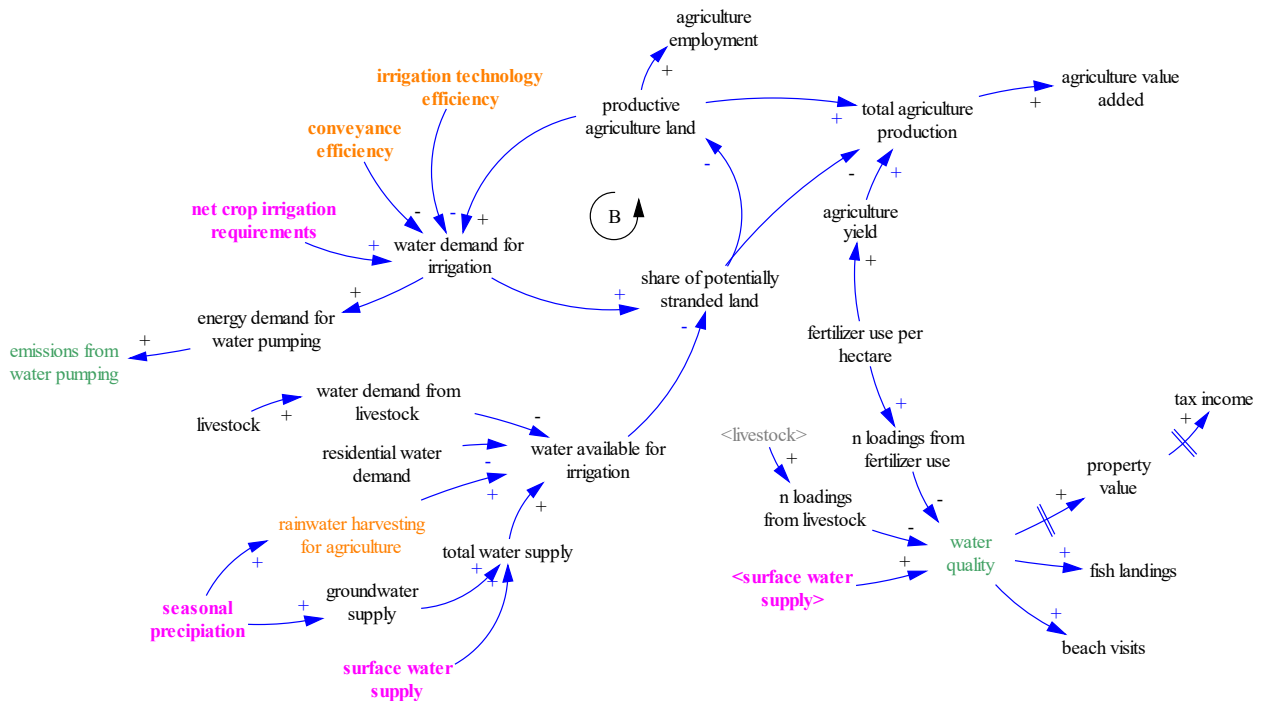 agriculture
employment
+
irrigation technology
efficiency
agriculture value
added
+
productive
agriculture land
total agriculture
production
+
conveyance
efficiency
-
-
+
agriculture
yield
+
B
net crop irrigation
requirements
-
-
+
+
water demand for
irrigation
+
share of potentially
stranded land
+
-
+
energy demand for
water pumping
fertilizer use per
hectare
+
emissions from
water pumping
water demand from
livestock
livestock
+
-
tax income
+
+
<livestock>
+
n loadings from
fertilizer use
residential water
demand
-
+
water available for
irrigation
property
value
+
n loadings
from livestock
-
-
+
rainwater harvesting
for agriculture
+
total water supply
water
quality
+
fish landings
+
+
+
groundwater
supply
<surface water
supply>
+
seasonal
precipiation
+
+
beach visits
surface water
supply